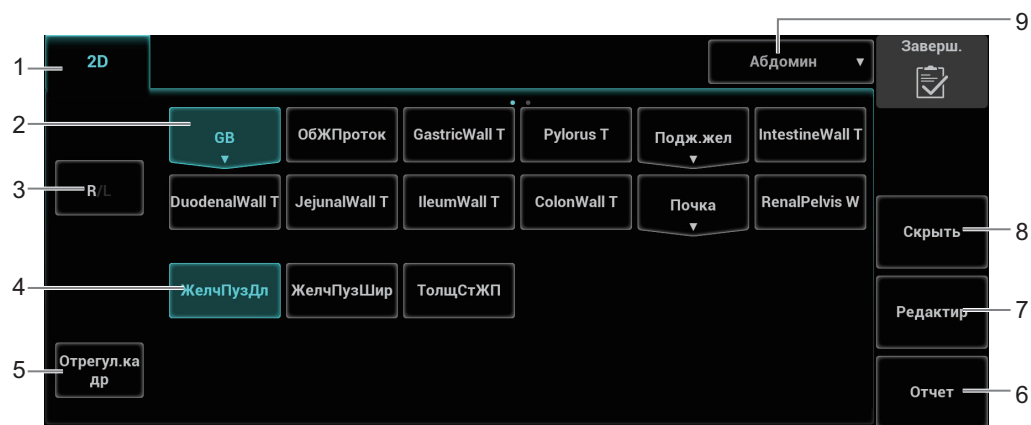 9
Заверш.
1
2D
Абдомин ▼
2
GB
▼
ОбЖПроток
GastricWall T
Pylorus T
Подж.жел
▼
IntestineWall T
3
R/L
DuodenalWall T
JejunalWall T
IleumWall T
ColonWall T
Почка
▼
RenalPelvis W
Скрыть
8
4
ЖелчПузДл
ЖелчПузШир
ТолщСтЖП
Редактир
7
5
Отрегул.ка
др
Отчет
6